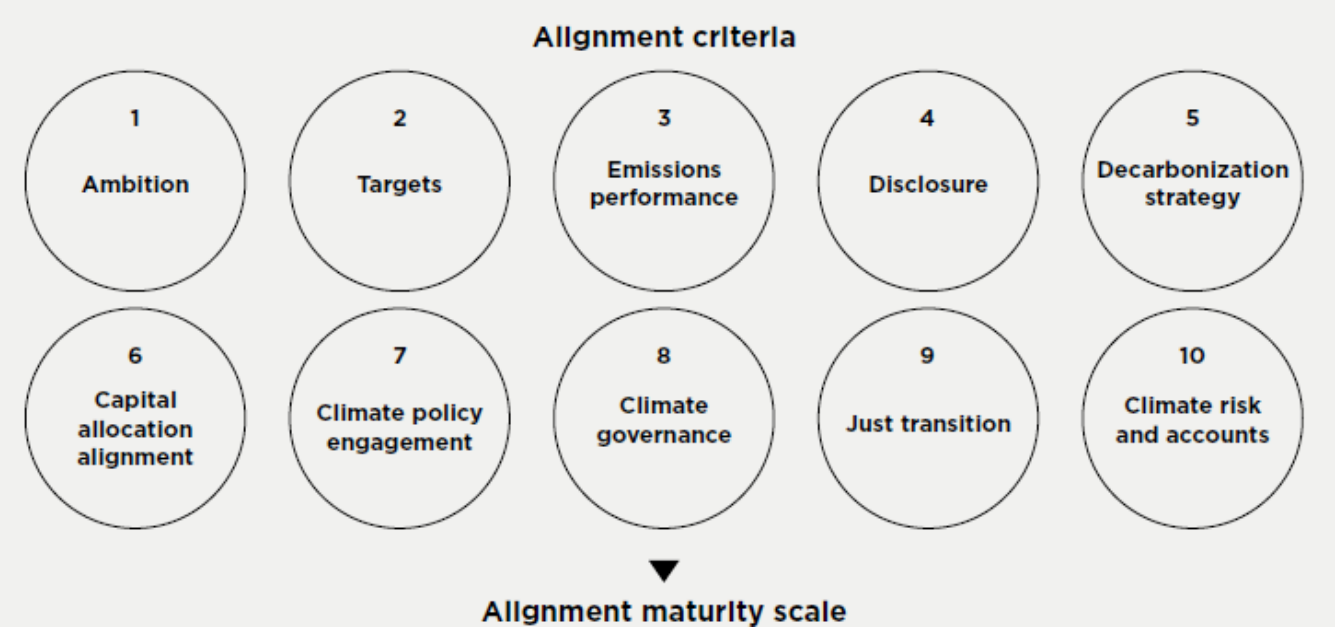 Alignment criteria
1
Ambition
2
Targets
3
Emissions
performance
4
Disclosure
5
Decarbonization
strategy
6
Capital
allocation
alignment
7
Climate policy
engagement
8
Climate
governance
9
Just transition
10
Climate risk
and accounts
Alignment maturity scale